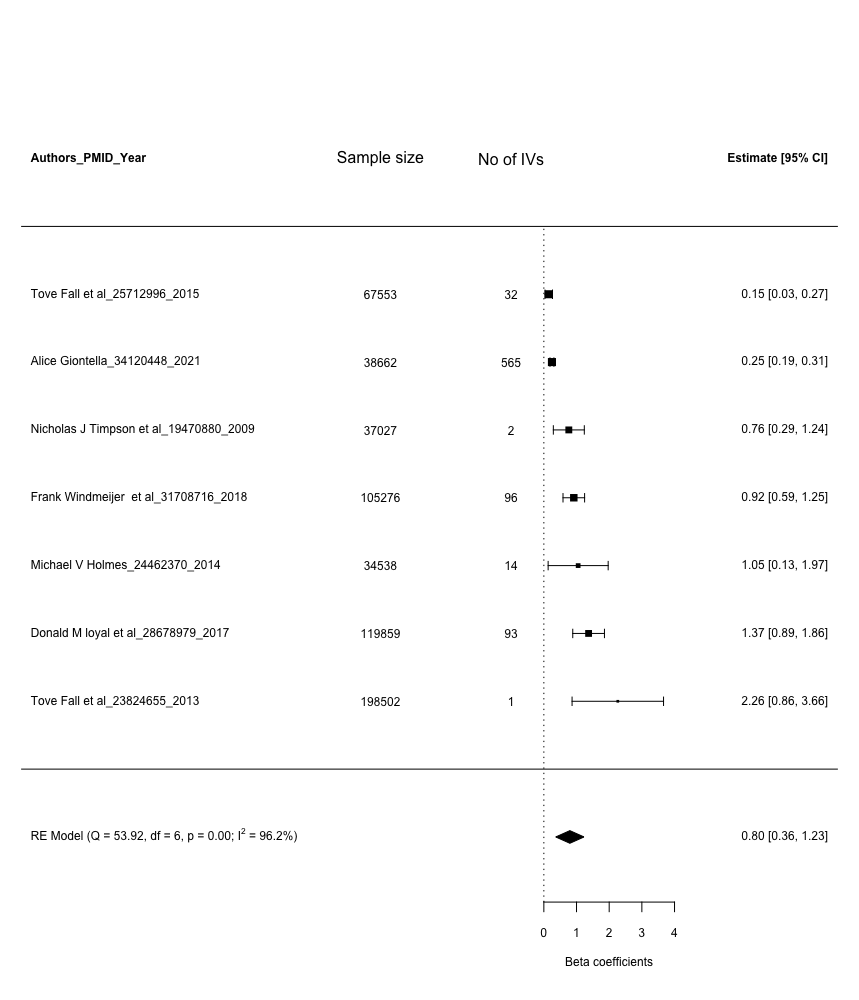 Authors_PMID_Year Sample size No of IVs Estimate [95% CI]
Tove Fall et al_25712996_2015 67553 32 0.15 [0.03, 0.27]
Alice Giontella_34120448_2021 38662 565 0.25 [0.19, 0.31]
Nicholas J Timpson et al_19470880_2009 37027 2 0.76 [0.29, 1.24]
Frank Windmeijer et al_31708716_2018 105276 96 0.92 [0.59, 1.25]
Michael V Holmes_24462370_2014 34538 14 1.05 [0.13, 1.97]
Donald M loyal et al_28678979_2017 119859 93 1.37 [0.89, 1.86]
Tove Fall et al_23824655_2013 198502 1 2.26 [0.86, 3.66]
RE Model (Q = 53.92, df = 6, p = 0.00; I² = 96.2%) 0.80 [0.36, 1.23]
0 1 2 3 4
Beta coefficients